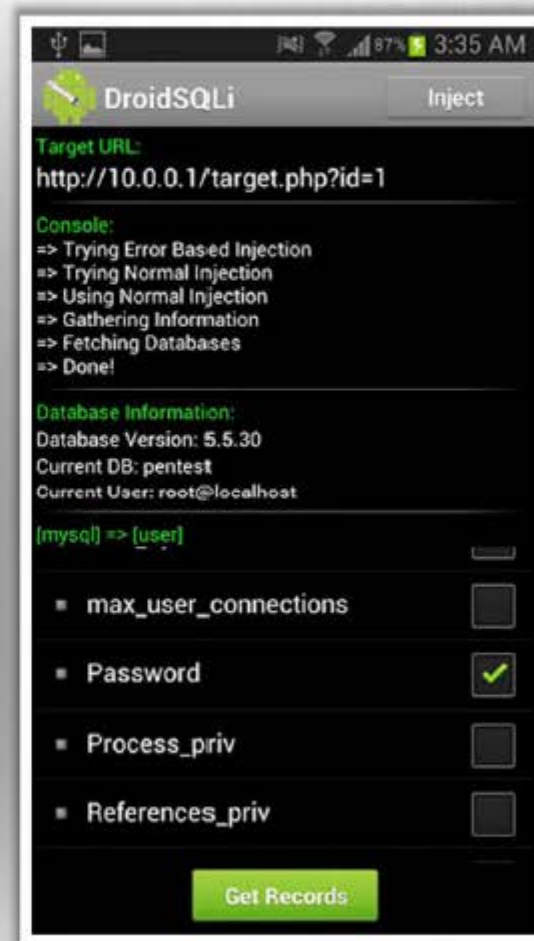 87% 3:35 AM
DroidSQLi Inject
Target URL:
http://10.0.0.1/target.php?id=1
Console:
=> Trying Error Based Injection
=> Trying Normal Injection
=> Using Normal Injection
=> Gathering Information
=> Fetching Databases
=> Done!
Database Information:
Database Version: 5.5.30
Current DB: pentest
Current User: root@localhost
[mysql] => [user]
max_user_connections
Password
Process_priv
References_priv
Get Records